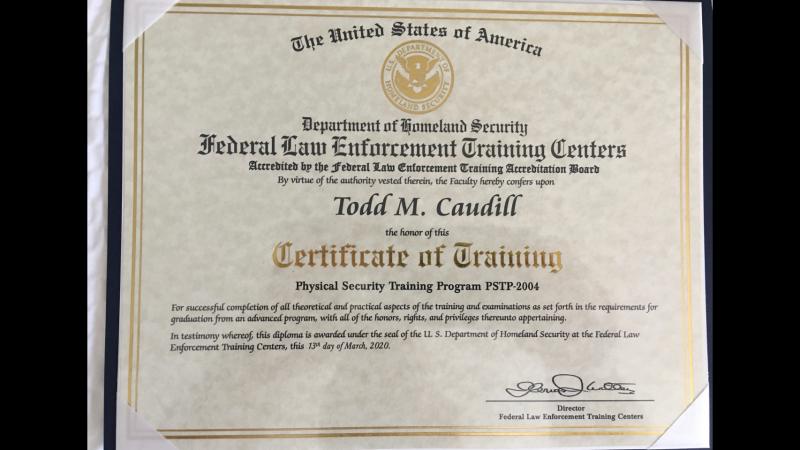 The United States of America
U.S. DEPARTMENT OF HOMELAND SECURITY
Department of Homeland Security
Federal Law Enforcement Training Centers
Accredited by the Federal Law Enforcement Training Accreditation Board
By virtue of the authority vested therein, the Faculty hereby confers upon
Todd M. Caudill
the honor of this
Certificate of Training
Physical Security Training Program PSTP-2004
For successful completion of all theoretical and practical aspects of the training and examinations as set forth in the requirements for
graduation from an advanced program, with all of the honors, rights, and privileges thereunto appertaining.
In testimony whereof, this diploma is awarded under the seal of the U. S. Department of Homeland Security at the Federal Law
Enforcement Training Centers, this 13th day of March, 2020.
Director
Federal Law Enforcement Training Centers